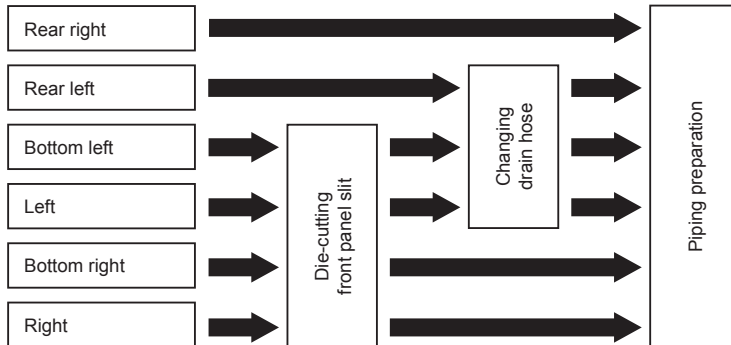 Rear right
Rear left
Bottom left
Left
Bottom right
Right
Die-cutting
front panel slit
Changing
drain hose
Piping preparation